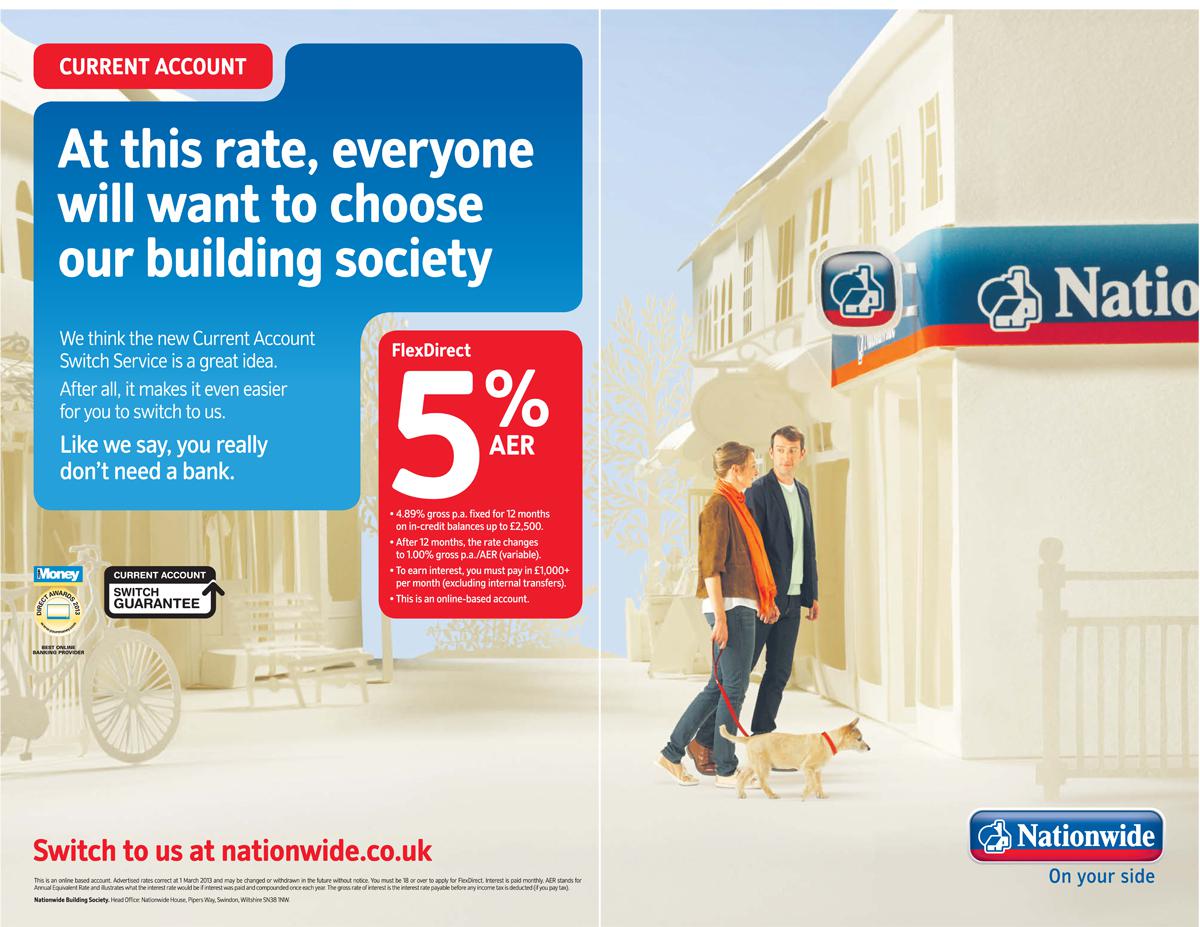 CURRENT ACCOUNT
At this rate, everyone
will want to choose
our building society
We think the new Current Account
Switch Service is a great idea.
After all, it makes it even easier
for you to switch to us.
Like we say, you really
don't need a bank.
FlexDirect
5%
AER
• 4.89% gross p.a. fixed for 12 months
on in-credit balances up to £2,500.
• After 12 months, the rate changes
to 1.00% gross p.a./AER (variable).
• To earn interest, you must pay in £1,000+
per month (excluding internal transfers).
• This is an online-based account.
Money
DIRECT AWARDS 2013
BEST ONLINE
BANKING PROVIDER
CURRENT ACCOUNT
SWITCH
GUARANTEE
Natio
Switch to us at nationwide.co.uk
This is an online based account. Advertised rates correct at 1 March 2013 and may be changed or withdrawn in the future without notice. You must be 18 or over to apply for FlexDirect. Interest is paid monthly. AER stands for
Annual Equivalent Rate and illustrates what the interest rate would be if interest was paid and compounded once each year. The gross rate of interest is the interest rate payable before any income tax is deducted (if you pay tax).
Nationwide Building Society. Head Office: Nationwide House, Pipers Way, Swindon, Wiltshire SN38 1NW.
Nationwide
On your side